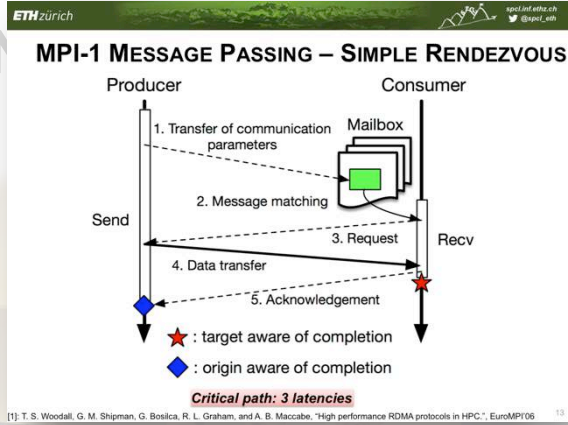 ETH zürich
spcl.inf.ethz.ch
@spcl_eth
MPI-1 MESSAGE PASSING – SIMPLE RENDEZVOUS
Producer
Consumer
1. Transfer of communication
parameters
Mailbox
2. Message matching
Send
3. Request
Recv
4. Data transfer
5. Acknowledgement
: target aware of completion
: origin aware of completion
Critical path: 3 latencies
[1]: T. S. Woodall, G. M. Shipman, G. Bosilca, R. L. Graham, and A. B. Maccabe, "High performance RDMA protocols in HPC.", EuroMPI'06
13